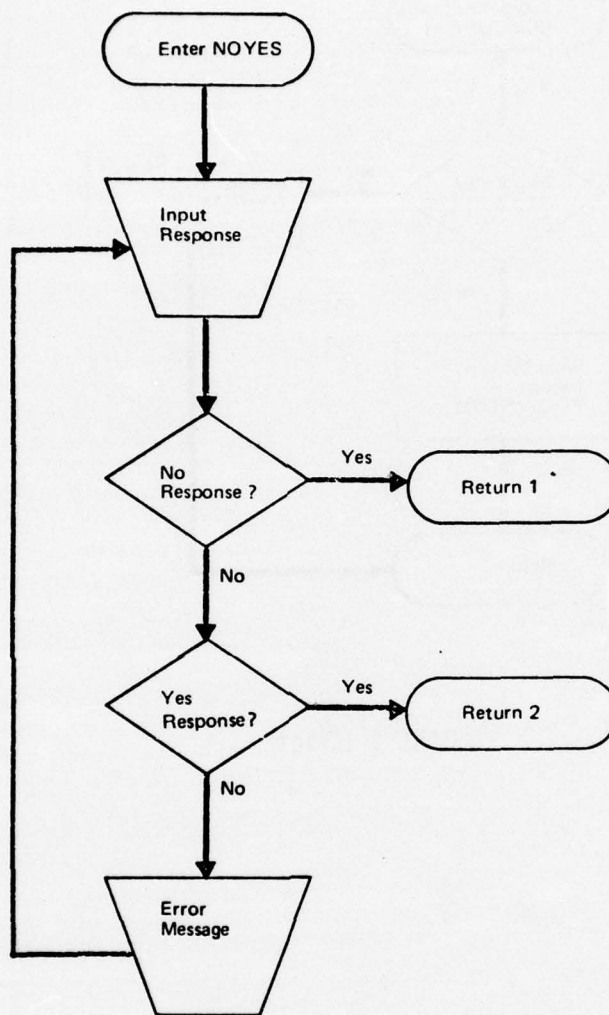 Enter NOYES
Input
Response
No
Response ?
Yes
Return 1
No
Yes
Response?
Yes
Return 2
No
Error
Message